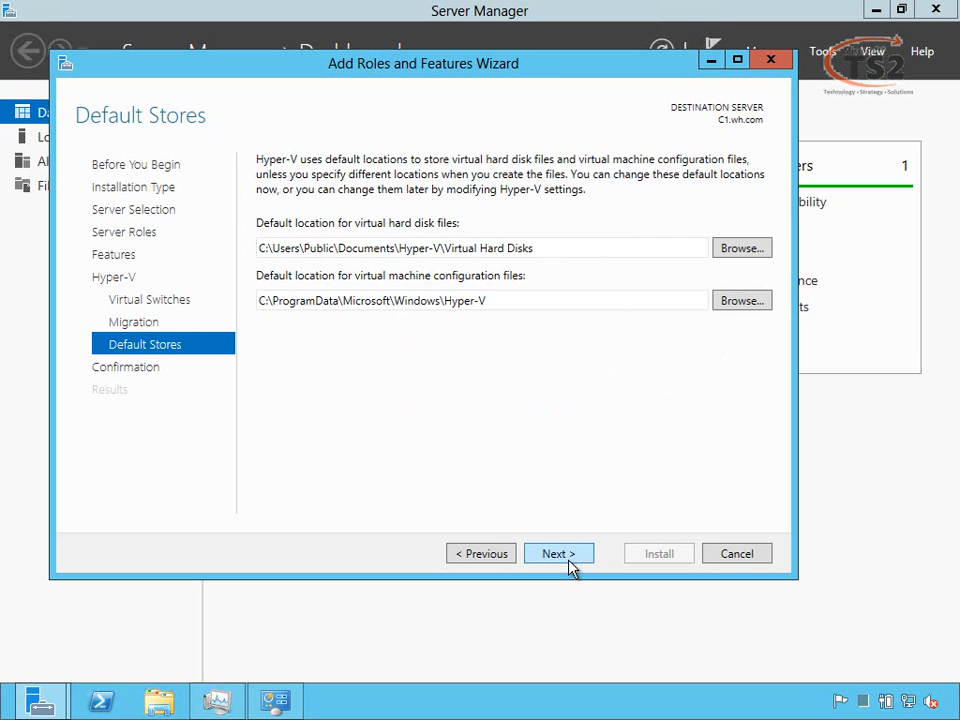 Server Manager
Tools
View
Help
TS2
Technology • Strategy • Solutions
Add Roles and Features Wizard
Default Stores
DESTINATION SERVER
C1.wh.com
Before You Begin
Installation Type
Server Selection
Server Roles
Features
Hyper-V
Virtual Switches
Migration
Default Stores
Confirmation
Results
Hyper-V uses default locations to store virtual hard disk files and virtual machine configuration files,
unless you specify different locations when you create the files. You can change these default locations
now, or you can change them later by modifying Hyper-V settings.
Default location for virtual hard disk files:
C:\Users\Public\Documents\Hyper-V\Virtual Hard Disks
Browse...
Default location for virtual machine configuration files:
C:\ProgramData\Microsoft\Windows\Hyper-V
Browse...
1
< Previous
Next >
Install
Cancel